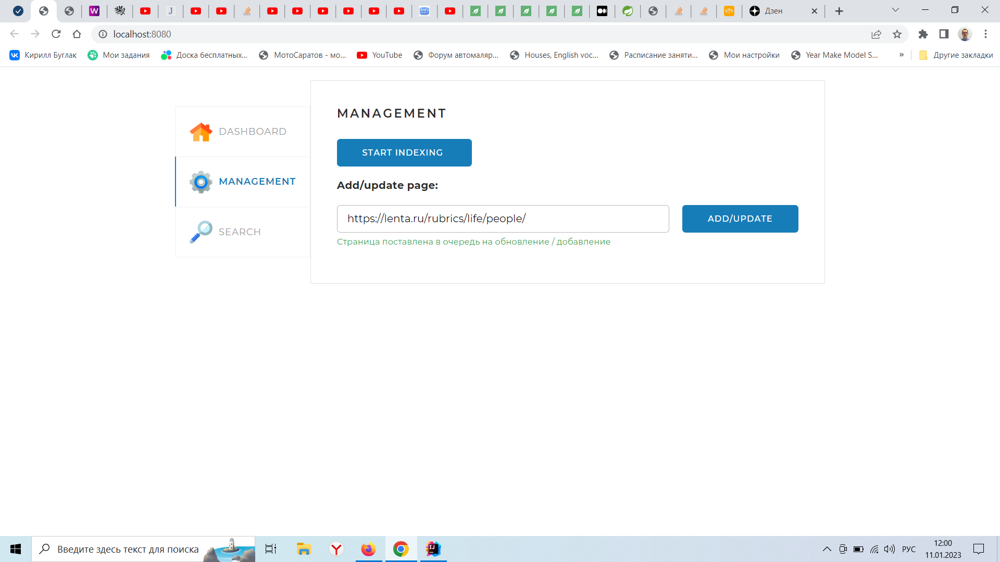 Дзен
localhost:8080
Кирилл Буглак
Мои задания
Доска бесплатных...
МотоСаратов - мо...
YouTube
Форум автомаляр...
Houses, English voc...
Расписание заняти...
Мои настройки
Year Make Model S...
»
Другие закладки
DASHBOARD
MANAGEMENT
SEARCH
MANAGEMENT
START INDEXING
Add/update page:
https://lenta.ru/rubrics/life/people/
ADD/UPDATE
Страница поставлена в очередь на обновление / добавление
Введите здесь текст для поиска
РУС
12:00
11.01.2023